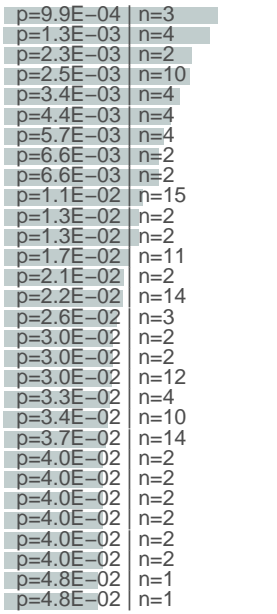 p=9.9E−04 | n=3
p=1.3E−03 | n=4
p=2.3E−03 | n=2
p=2.5E−03 | n=10
p=3.4E−03 | n=4
p=4.4E−03 | n=4
p=5.7E−03 | n=4
p=6.6E−03 | n=2
p=6.6E−03 | n=2
p=1.1E−02 | n=15
p=1.3E−02 | n=2
p=1.3E−02 | n=2
p=1.7E−02 | n=11
p=2.1E−02 | n=2
p=2.2E−02 | n=14
p=2.6E−02 | n=3
p=3.0E−02 | n=2
p=3.0E−02 | n=2
p=3.0E−02 | n=12
p=3.3E−02 | n=4
p=3.4E−02 | n=10
p=3.7E−02 | n=14
p=4.0E−02 | n=2
p=4.0E−02 | n=2
p=4.0E−02 | n=2
p=4.0E−02 | n=2
p=4.0E−02 | n=2
p=4.0E−02 | n=2
p=4.8E−02 | n=1
p=4.8E−02 | n=1